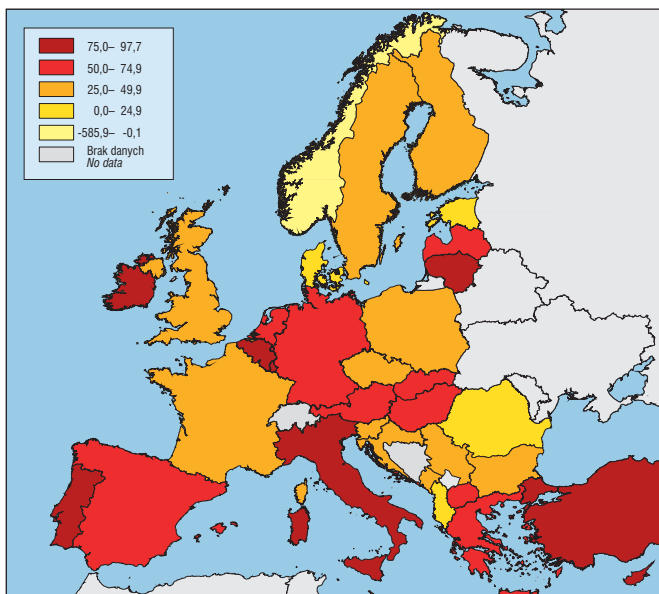 75,0– 97,7
50,0– 74,9
25,0– 49,9
0,0– 24,9
-585,9– -0,1
Brak danych
No data